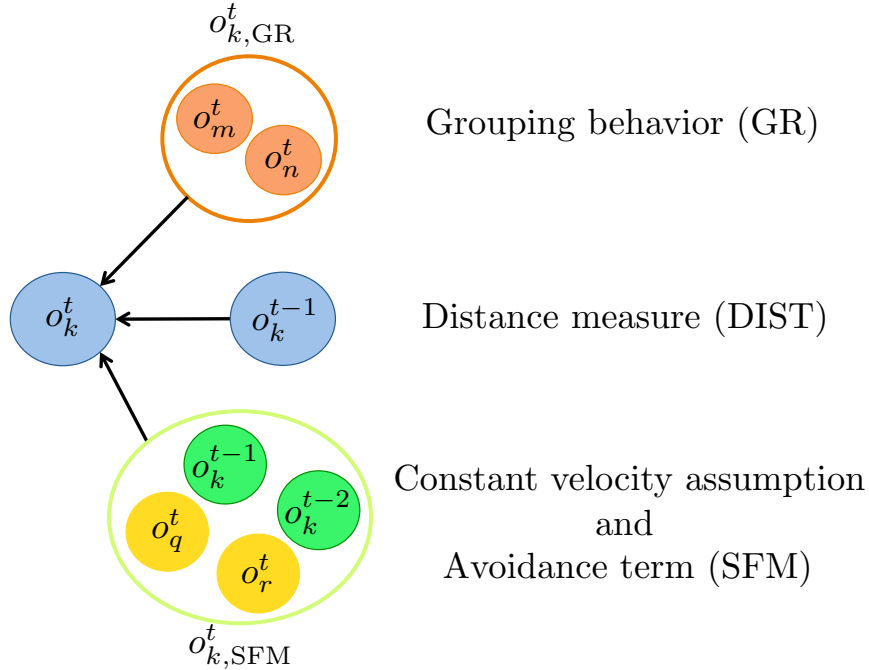 o^t_{k,GR}
o^t_m
o^t_n
Grouping behavior (GR)
o^t_k
o^{t−1}_k
Distance measure (DIST)
o^{t−1}_k
o^{t−2}_k
o^t_q
o^t_r
Constant velocity assumption
and
Avoidance term (SFM)
o^t_{k,SFM}